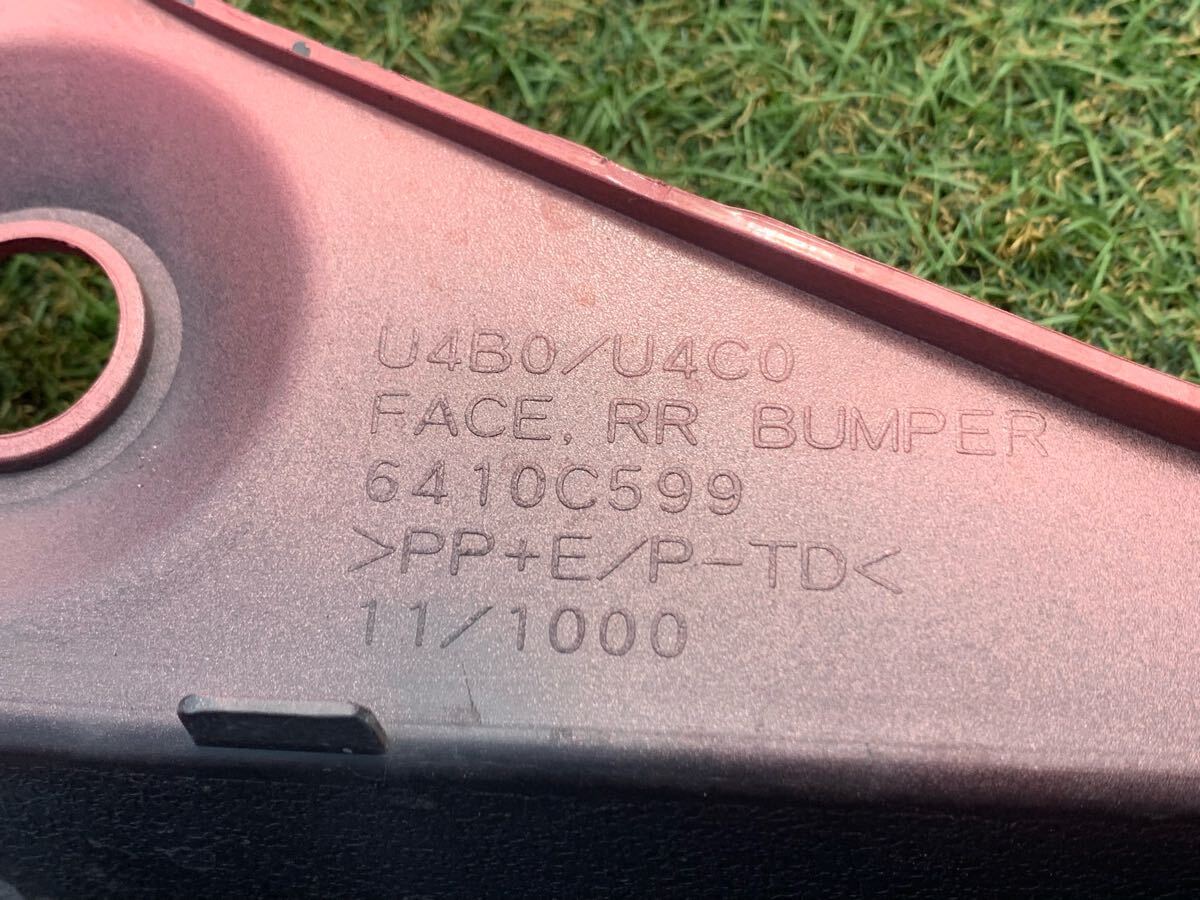 U4B0/U4C0
FACE, RR BUMPER
6410C599
>PP+E/P-TD<
11/1000